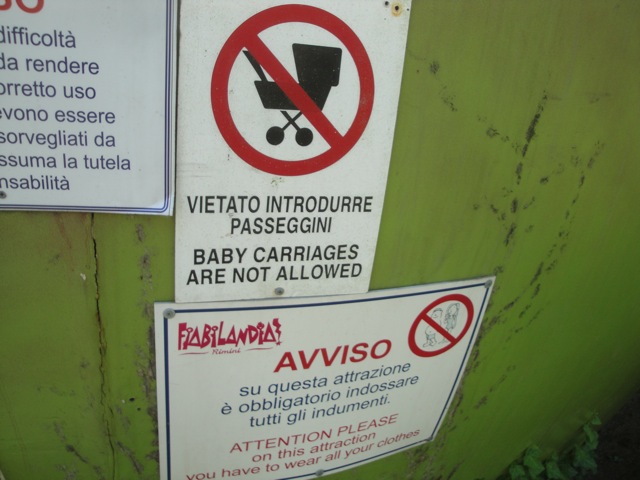 difficoltà
da rendere
orretto uso
evono essere
sorvegliati da
ssuma la tutela
nsabilità
VIETATO INTRODURRE
PASSEGGINI
BABY CARRIAGES
ARE NOT ALLOWED
FIABILANDIA!
Rimini
AVVISO
su questa attrazione
è obbligatorio indossare
tutti gli indumenti.
ATTENTION PLEASE
on this attraction
you have to wear all your clothes